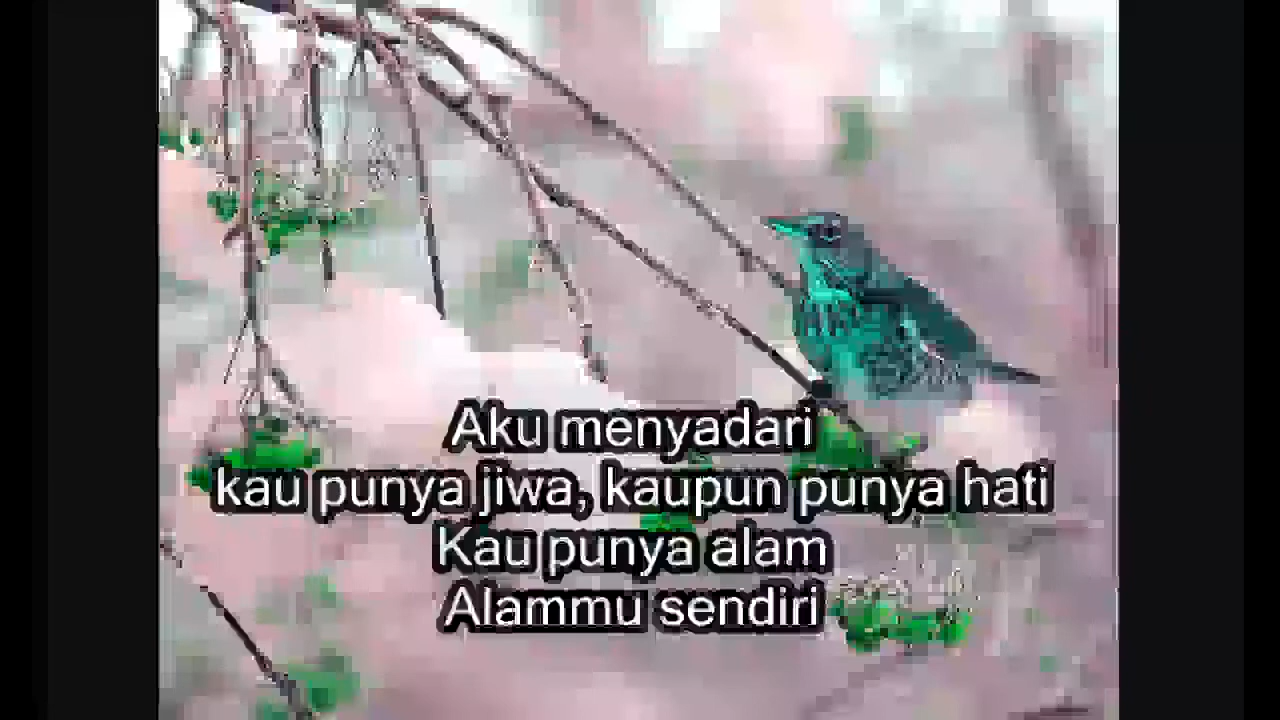 Aku menyadari
kau punya jiwa, kaupun punya hati
Kau punya alam
Alammu sendiri